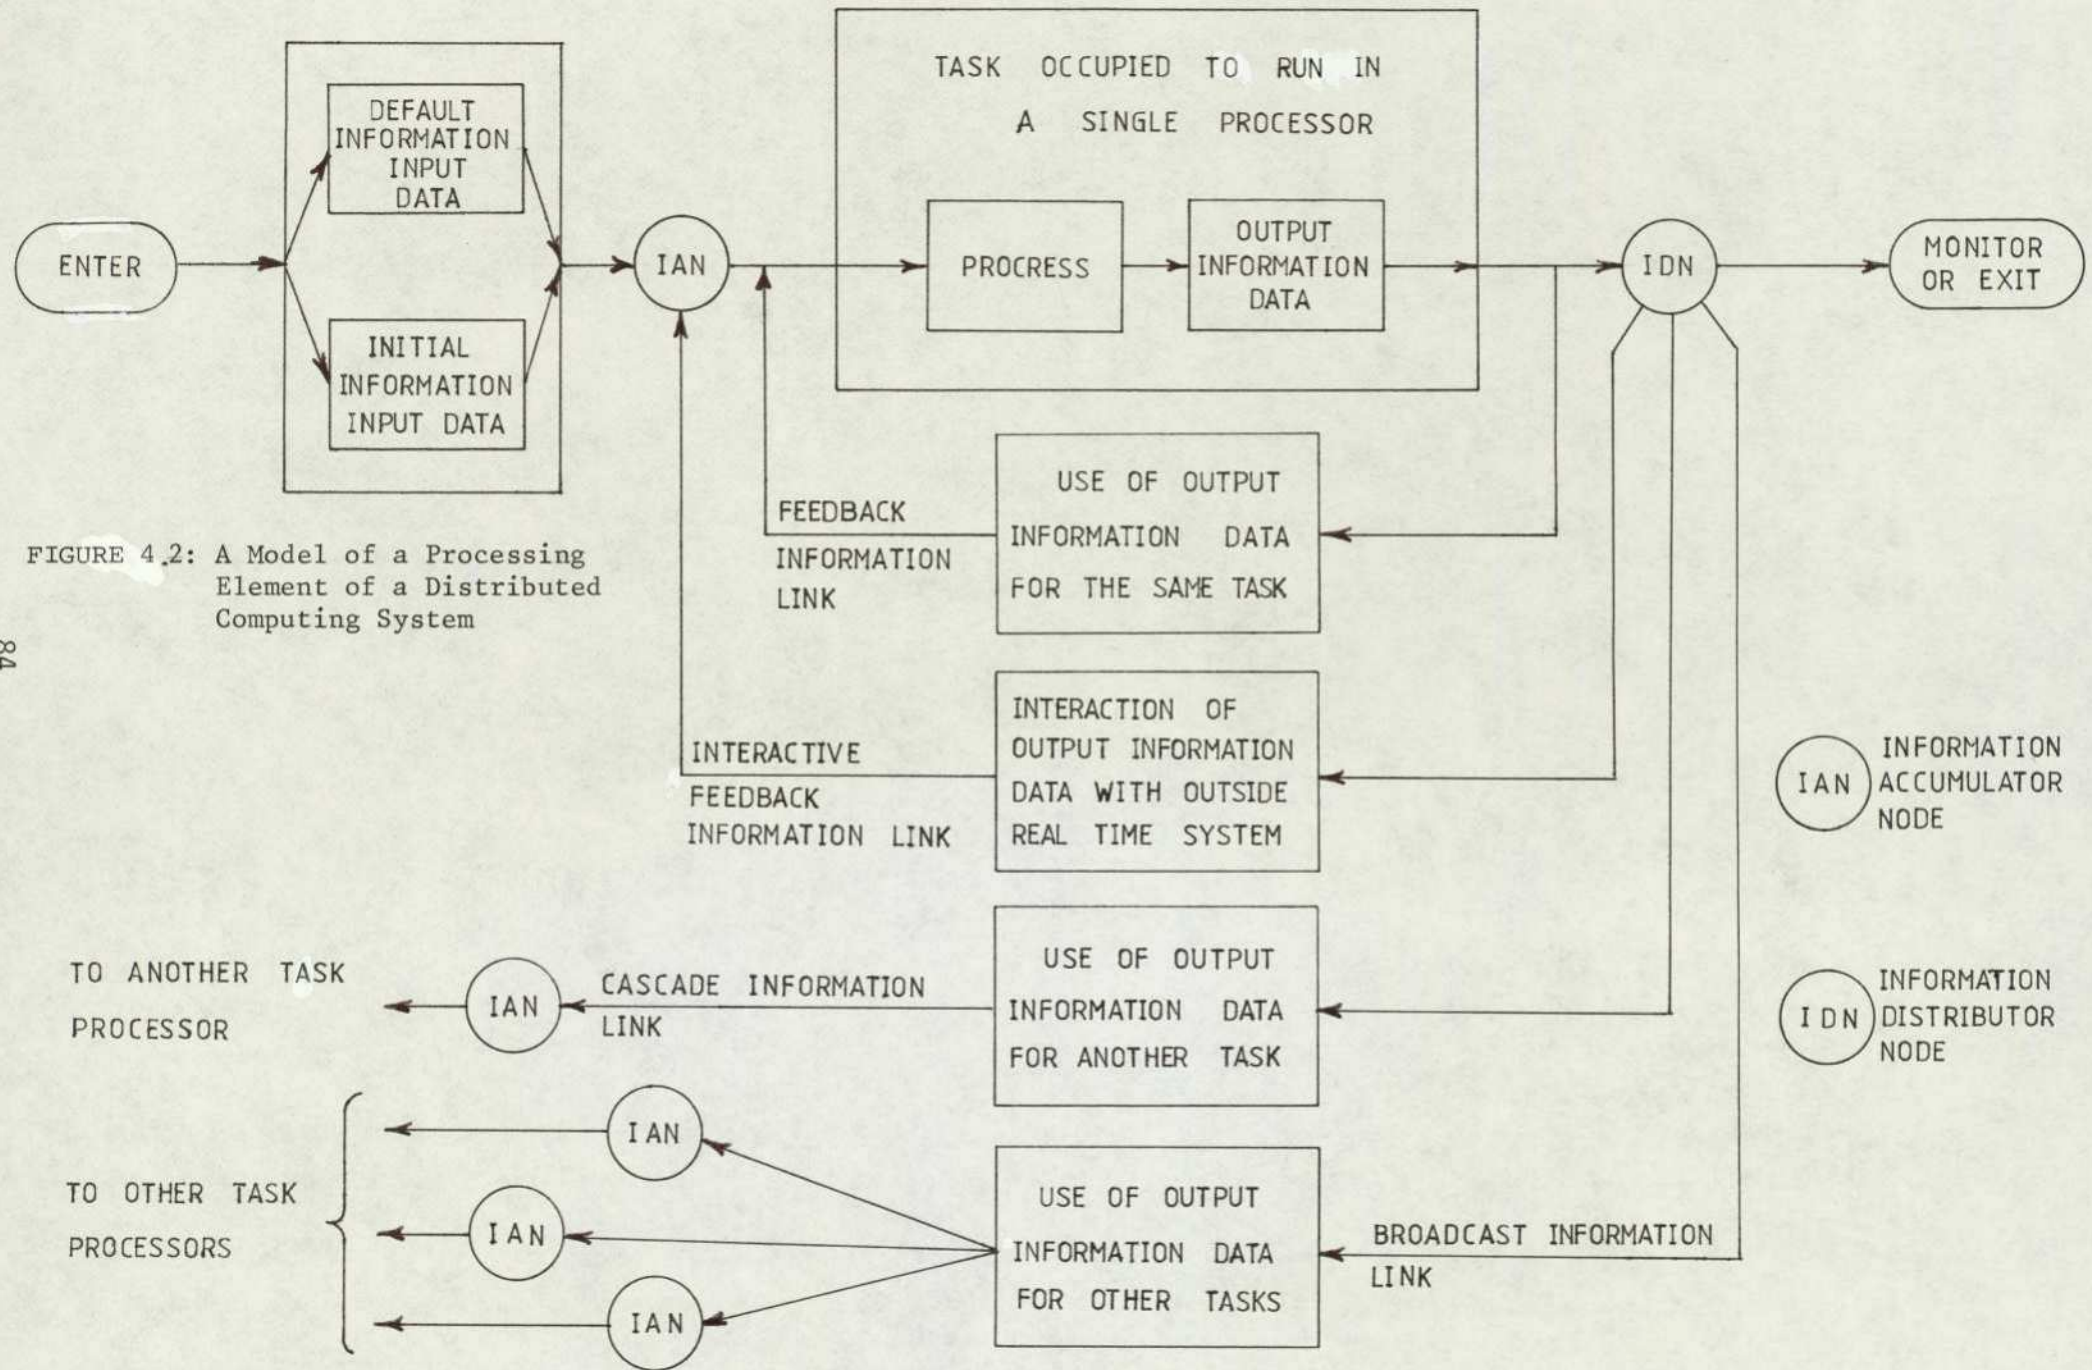 TASK OCCUPIED TO RUN IN
A SINGLE PROCESSOR
DEFAULT
INFORMATION
INPUT
DATA
ENTER
INITIAL
INFORMATION
INPUT DATA
IAN
PROCRESS
OUTPUT
INFORMATION
DATA
IDN
MONITOR
OR EXIT
FEEDBACK
INFORMATION
LINK
USE OF OUTPUT
INFORMATION DATA
FOR THE SAME TASK
FIGURE 4.2: A Model of a Processing
Element of a Distributed
Computing System
84
INTERACTIVE
FEEDBACK
INFORMATION LINK
INTERACTION OF
OUTPUT INFORMATION
DATA WITH OUTSIDE
REAL TIME SYSTEM
IAN
INFORMATION
ACCUMULATOR
NODE
TO ANOTHER TASK
PROCESSOR
IAN
CASCADE INFORMATION
LINK
USE OF OUTPUT
INFORMATION DATA
FOR ANOTHER TASK
IDN
INFORMATION
DISTRIBUTOR
NODE
TO OTHER TASK
PROCESSORS
IAN
IAN
IAN
USE OF OUTPUT
INFORMATION DATA
FOR OTHER TASKS
BROADCAST INFORMATION
LINK